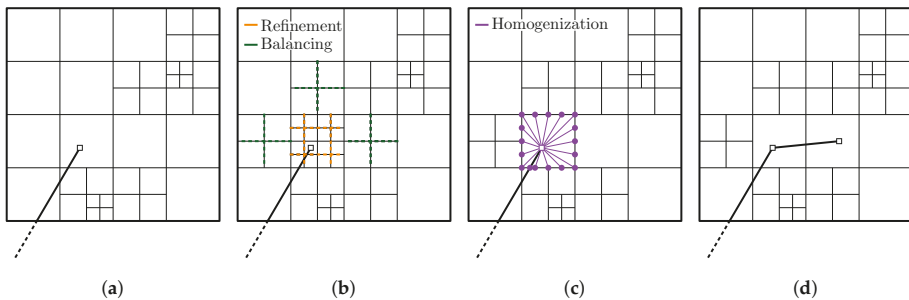 Refinement
Balancing
Homogenization
(a)
(b)
(c)
(d)